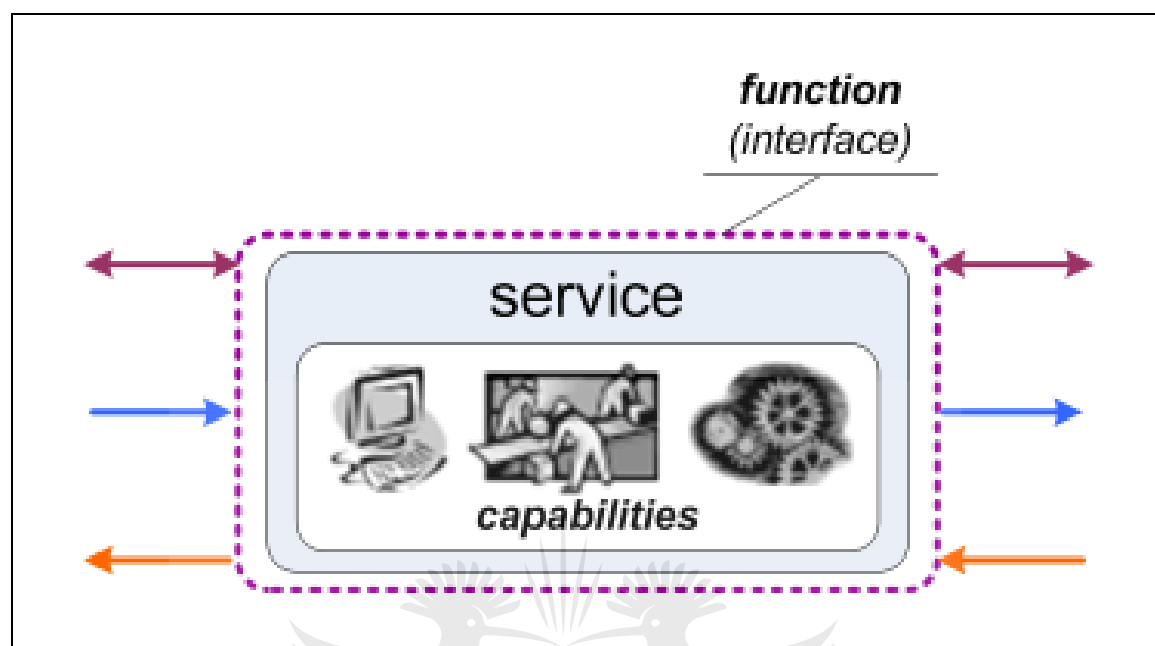 function
(interface)
service
capabilities